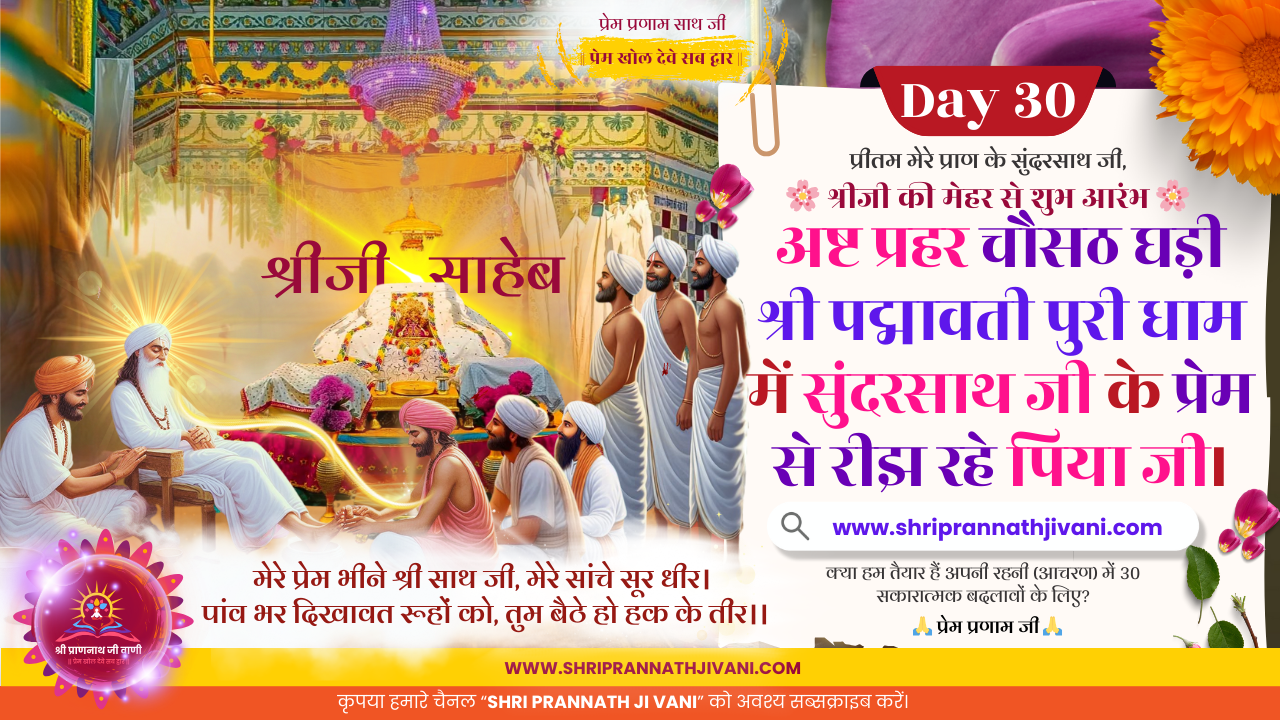 प्रेम प्रणाम साथ जी
॥ प्रेम खोल देवे सब द्वार ॥
Day 30
प्रीतम मेरे प्राण के सुंदरसाथ जी,
🌸 श्रीजी की मेहर से शुभ आरंभ 🌸
अष्ट प्रहर चौसठ घड़ी
श्री पद्मावती पुरी धाम
में सुंदरसाथ जी के प्रेम
से रीझ रहे पिया जी।
www.shriprannathjivani.com
क्या हम तैयार हैं अपनी रहनी (आचरण) में 30
सकारात्मक बदलावों के लिए?
🙏 प्रेम प्रणाम जी🙏
श्रीजी साहेब
मेरे प्रेम भीने श्री साथ जी, मेरे सांचे सूर धीर।
पांव भर दिखावत रूहों को, तुम बैठे हो हक के तीर।।
श्री प्राणनाथ जी वाणी
॥ प्रेम खोल देवे सब द्वार ॥
WWW.SHRIPRANNATHJIVANI.COM
कृपया हमारे चैनल “SHRI PRANNATH JI VANI” को अवश्य सब्सक्राइब करें।